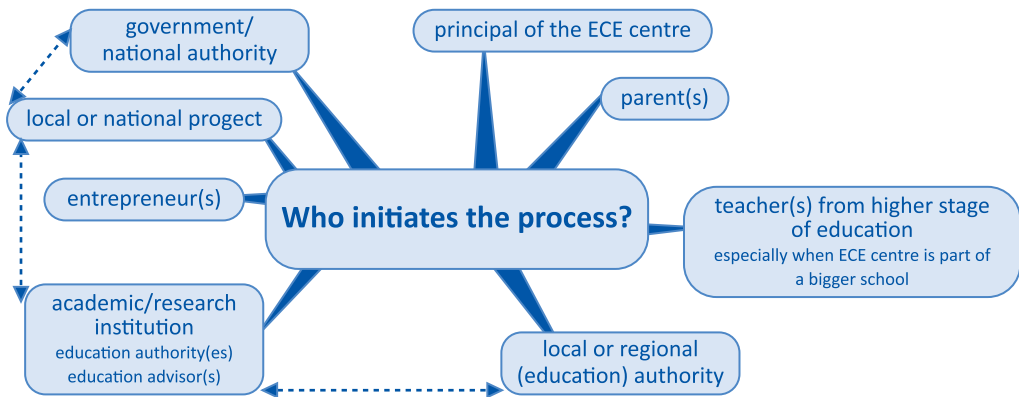 government/
national authority
principal of the ECE centre
parent(s)
local or national progect
entrepreneur(s)
Who initiates the process?
teacher(s) from higher stage
of education
especially when ECE centre is part of
a bigger school
academic/research
institution
education authority(es)
education advisor(s)
local or regional
(education) authority